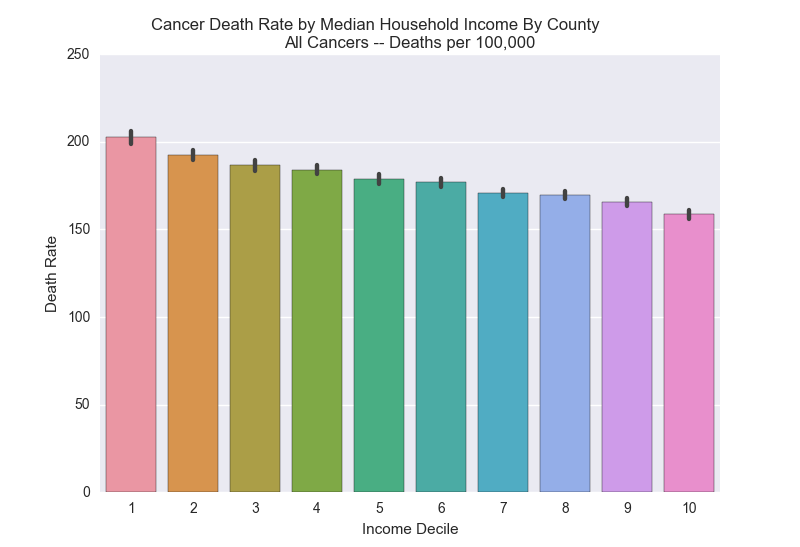 Cancer Death Rate by Median Household Income By County
All Cancers -- Deaths per 100,000
250
200
150
100
50
0
Death Rate
1 2 3 4 5 6 7 8 9 10
Income Decile